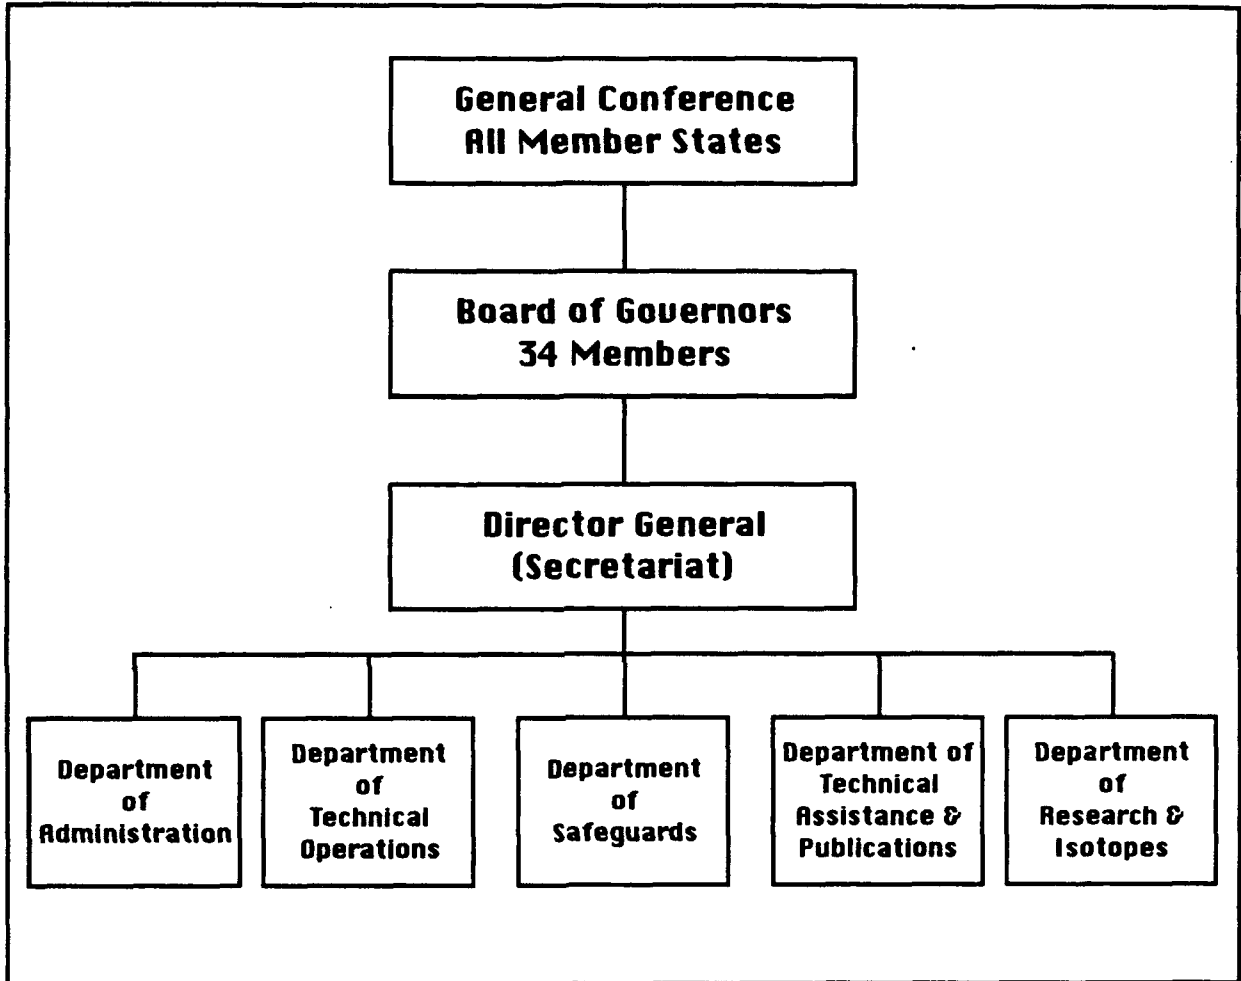 General Conference
All Member States
Board of Governors
34 Members
Director General
(Secretariat)
Department
of
Administration
Department
of
Technical
Operations
Department
of
Safeguards
Department of
Technical
Assistance &
Publications
Department
of
Research &
Isotopes